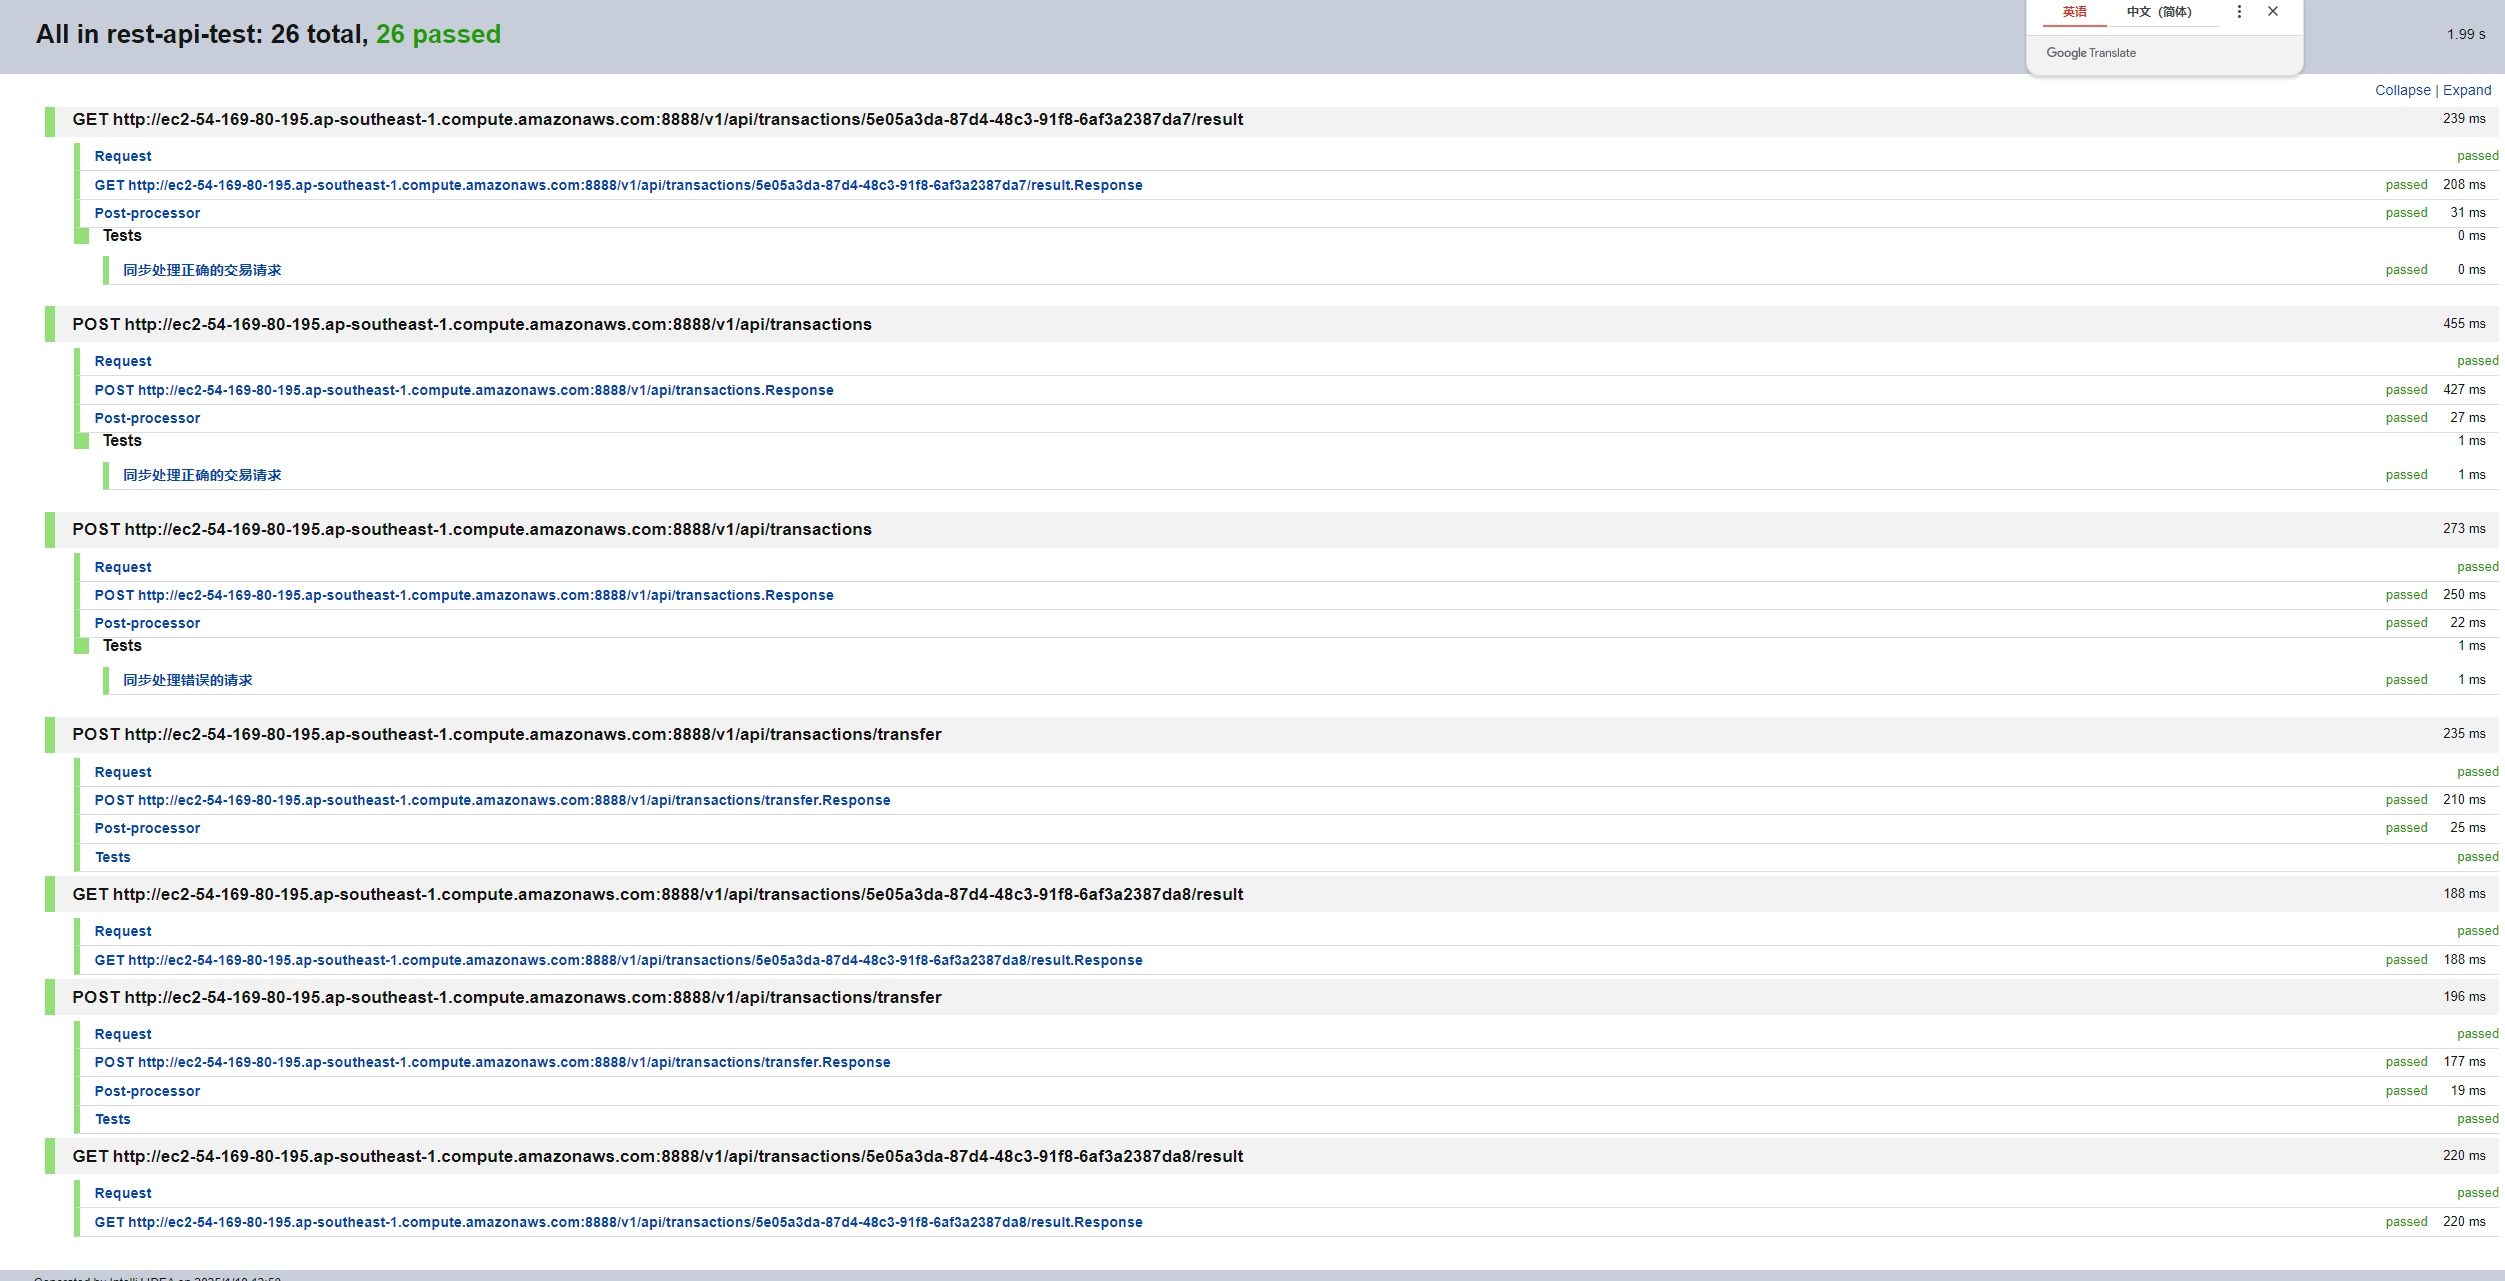 All in rest-api-test: 26 total, 26 passed
英语 中文（简体）
Google Translate
1.99 s
Collapse | Expand
GET http://ec2-54-169-80-195.ap-southeast-1.compute.amazonaws.com:8888/v1/api/transactions/5e05a3da-87d4-48c3-91f8-6af3a2387da7/result 239 ms
Request passed
GET http://ec2-54-169-80-195.ap-southeast-1.compute.amazonaws.com:8888/v1/api/transactions/5e05a3da-87d4-48c3-91f8-6af3a2387da7/result.Response passed 208 ms
Post-processor passed 31 ms
Tests 0 ms
同步处理正确的交易请求 passed 0 ms
POST http://ec2-54-169-80-195.ap-southeast-1.compute.amazonaws.com:8888/v1/api/transactions 455 ms
Request passed
POST http://ec2-54-169-80-195.ap-southeast-1.compute.amazonaws.com:8888/v1/api/transactions.Response passed 427 ms
Post-processor passed 27 ms
Tests 1 ms
同步处理正确的交易请求 passed 1 ms
POST http://ec2-54-169-80-195.ap-southeast-1.compute.amazonaws.com:8888/v1/api/transactions 273 ms
Request passed
POST http://ec2-54-169-80-195.ap-southeast-1.compute.amazonaws.com:8888/v1/api/transactions.Response passed 250 ms
Post-processor passed 22 ms
Tests 1 ms
同步处理错误的请求 passed 1 ms
POST http://ec2-54-169-80-195.ap-southeast-1.compute.amazonaws.com:8888/v1/api/transactions/transfer 235 ms
Request passed
POST http://ec2-54-169-80-195.ap-southeast-1.compute.amazonaws.com:8888/v1/api/transactions/transfer.Response passed 210 ms
Post-processor passed 25 ms
Tests passed
GET http://ec2-54-169-80-195.ap-southeast-1.compute.amazonaws.com:8888/v1/api/transactions/5e05a3da-87d4-48c3-91f8-6af3a2387da8/result 188 ms
Request passed
GET http://ec2-54-169-80-195.ap-southeast-1.compute.amazonaws.com:8888/v1/api/transactions/5e05a3da-87d4-48c3-91f8-6af3a2387da8/result.Response passed 188 ms
POST http://ec2-54-169-80-195.ap-southeast-1.compute.amazonaws.com:8888/v1/api/transactions/transfer 196 ms
Request passed
POST http://ec2-54-169-80-195.ap-southeast-1.compute.amazonaws.com:8888/v1/api/transactions/transfer.Response passed 177 ms
Post-processor passed 19 ms
Tests passed
GET http://ec2-54-169-80-195.ap-southeast-1.compute.amazonaws.com:8888/v1/api/transactions/5e05a3da-87d4-48c3-91f8-6af3a2387da8/result 220 ms
Request passed
GET http://ec2-54-169-80-195.ap-southeast-1.compute.amazonaws.com:8888/v1/api/transactions/5e05a3da-87d4-48c3-91f8-6af3a2387da8/result.Response passed 220 ms
Generated by IntelliJ IDEA on